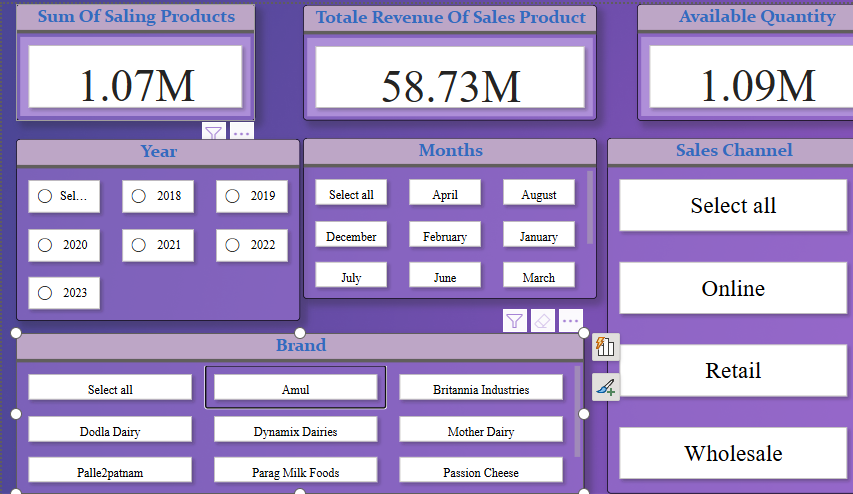 Sum Of Saling Products
Totale Revenue Of Sales Product
Available Quantity
1.07M
58.73M
1.09M
Year
Sel...
2018
2019
2020
2021
2022
2023
Months
Select all
April
August
December
February
January
July
June
March
Sales Channel
Select all
Online
Retail
Wholesale
Brand
Select all
Amul
Britannia Industries
Dodla Dairy
Dynamix Dairies
Mother Dairy
Palle2patnam
Parag Milk Foods
Passion Cheese